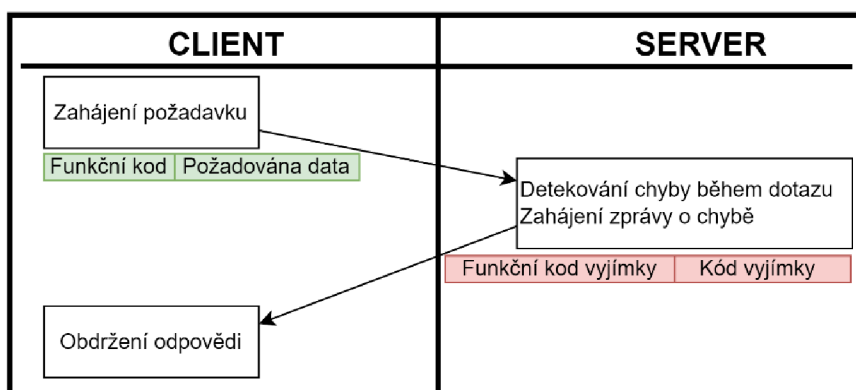 CLIENT
SERVER
Zahájení požadavku
Funkční kod
Požadována data
Detekování chyby během dotazu
Zahájení zprávy o chybě
Funkční kod vyjímky
Kód vyjímky
Obdržení odpovědi